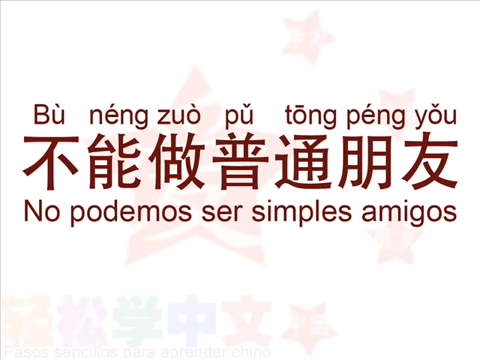 Bù néng zuò pǔ tōng péng yǒu
不能做普通朋友
No podemos ser simples amigos
轻松学中文
Pasos sencillos para aprender chino